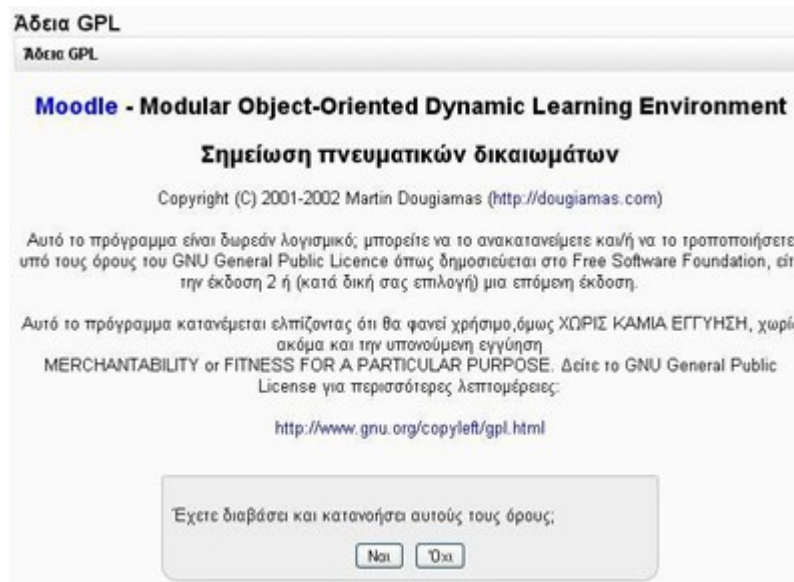 Άδεια GPL
Άδεια GPL
Moodle - Modular Object-Oriented Dynamic Learning Environment
Σημείωση πνευματικών δικαιωμάτων
Copyright (C) 2001-2002 Martin Dougiamas (http://dougiamas.com)
Αυτό το πρόγραμμα είναι δωρεάν λογισμικό; μπορείτε να το ανακατανείμετε και/ή να το τροποποιήσετε
υπό τους όρους του GNU General Public Licence όπως δημοσιεύεται στο Free Software Foundation, είτ
την έκδοση 2 ή (κατά δική σας επιλογή) μια επόμενη έκδοση.
Αυτό το πρόγραμμα κατανέμεται ελπίζοντας ότι θα φανεί χρήσιμο,όμως ΧΩΡΙΣ ΚΑΜΙΑ ΕΓΓΥΗΣΗ, χωρίς
ακόμα και την υπονούμενη εγγύηση
MERCHANTABILITY or FITNESS FOR A PARTICULAR PURPOSE. Δείτε το GNU General Public
License για περισσότερες λεπτομέρειες:
http://www.gnu.org/copyleft/gpl.html
Έχετε διαβάσει και κατανοήσει αυτούς τους όρους;
Ναι Όχι